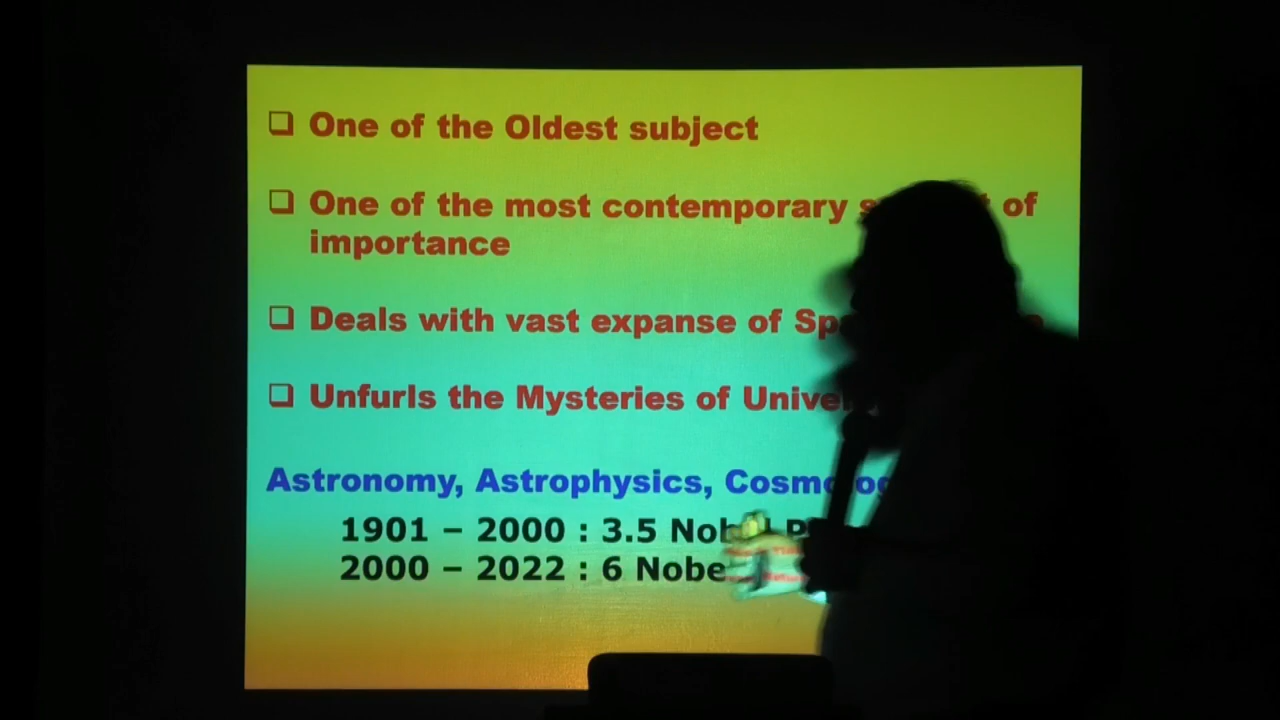 ❑ One of the Oldest subject
❑ One of the most contemporary of
importance
❑ Deals with vast expanse of
❑ Unfurls the Mysteries of
Astronomy, Astrophysics,
1901 – 2000 : 3.5
2000 – 2022 : 6